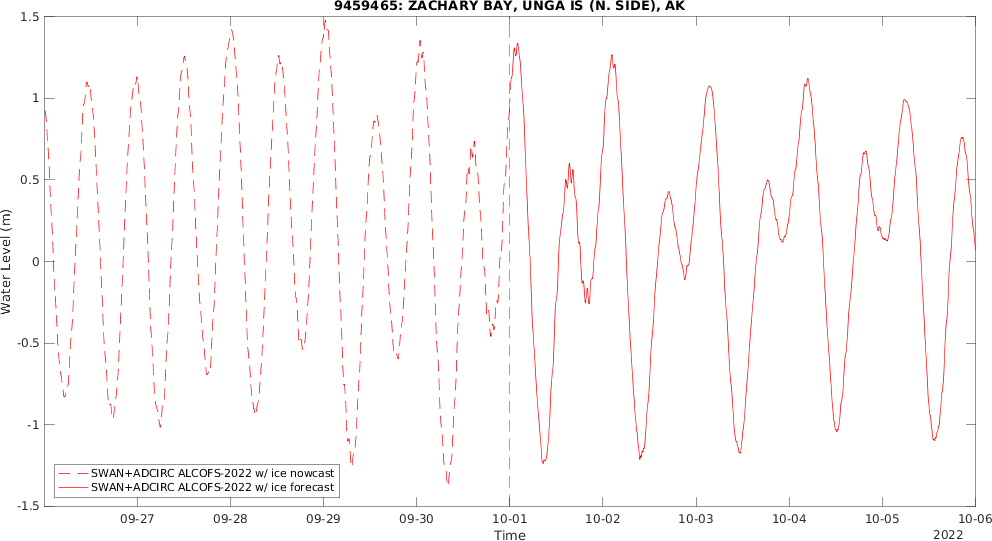 9459465: ZACHARY BAY, UNGA IS (N. SIDE), AK
1.5
1
0.5
0
-0.5
-1
-1.5
Water Level (m)
SWAN+ADCIRC ALCOFS-2022 w/ ice nowcast
SWAN+ADCIRC ALCOFS-2022 w/ ice forecast
09-27 09-28 09-29 09-30 10-01 10-02 10-03 10-04 10-05 10-06
Time
2022